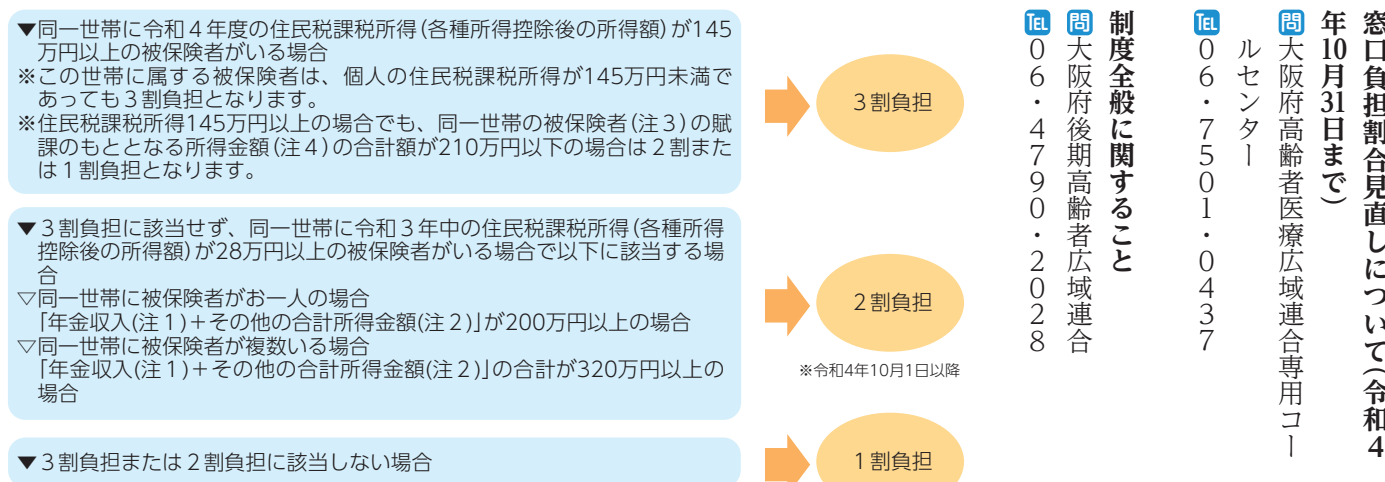 ▼同一世帯に令和４年度の住民税課税所得(各種所得控除後の所得額)が145
万円以上の被保険者がいる場合
※この世帯に属する被保険者は、個人の住民税課税所得が145万円未満で
あっても３割負担となります。
※住民税課税所得145万円以上の場合でも、同一世帯の被保険者(注３)の賦
課のもととなる所得金額(注４)の合計額が210万円以下の場合は２割また
は１割負担となります。
３割負担
▼３割負担に該当せず、同一世帯に令和３年中の住民税課税所得(各種所得
控除後の所得額)が28万円以上の被保険者がいる場合で以下に該当する場
合
▽同一世帯に被保険者がお一人の場合
「年金収入(注１)＋その他の合計所得金額(注２)」が200万円以上の場合
▽同一世帯に被保険者が複数いる場合
「年金収入(注１)＋その他の合計所得金額(注２)」の合計が320万円以上の
場合
２割負担
※令和4年10月1日以降
▼３割負担または２割負担に該当しない場合
１割負担
窓口負担割合見直しについて(令和４
年10月31日まで)
問大阪府高齢者医療広域連合専用コー
ルセンター
TEL０６・７５０１・０４３７
制度全般に関すること
問大阪府後期高齢者広域連合
TEL０６・４７９０・２０２８